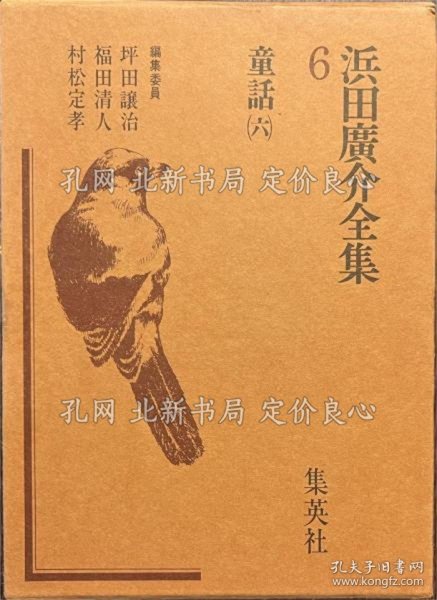 浜田廣介全集
6
童話(六)
編集委員
坪田譲治
福田清人
村松定孝
集英社
孔网 北新书局 定价良心
孔网 北新书局 定价良心
孔夫子旧书网
book.kongfz.com